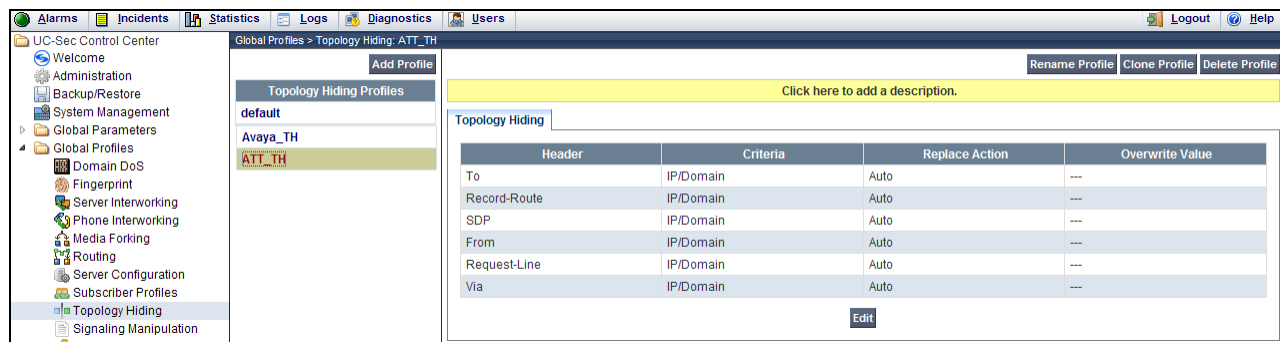 Alarms Incidents Statistics Logs Diagnostics Users Logout Help
UC-Sec Control Center
Welcome
Administration
Backup/Restore
System Management
Global Parameters
Global Profiles
Domain DoS
Fingerprint
Server Interworking
Phone Interworking
Media Forking
Routing
Server Configuration
Subscriber Profiles
Topology Hiding
Signaling Manipulation
Global Profiles > Topology Hiding: ATT_TH
Add Profile
Topology Hiding Profiles
default
Avaya_TH
ATT_TH
Rename Profile Clone Profile Delete Profile
Click here to add a description.
Topology Hiding
Header Criteria Replace Action Overwrite Value
To IP/Domain Auto ---
Record-Route IP/Domain Auto ---
SDP IP/Domain Auto ---
From IP/Domain Auto ---
Request-Line IP/Domain Auto ---
Via IP/Domain Auto ---
Edit